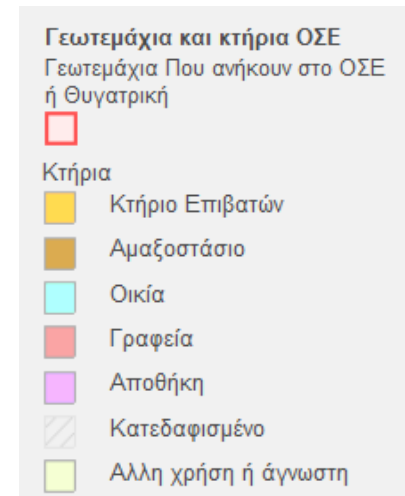 Γεωτεμάχια και κτήρια ΟΣΕ
Γεωτεμάχια Που ανήκουν στο ΟΣΕ
ή Θυγατρική
Κτήρια
Κτήριο Επιβατών
Αμαξοστάσιο
Οικία
Γραφεία
Αποθήκη
Κατεδαφισμένο
Αλλη χρήση ή άγνωστη